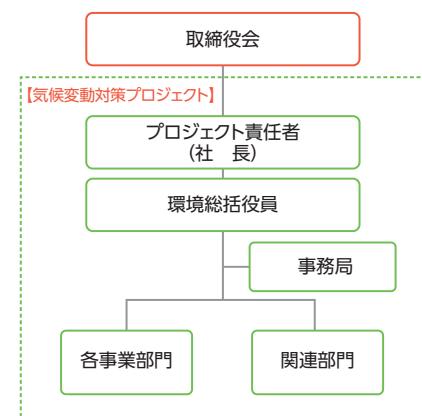 取締役会
【気候変動対策プロジェクト】
プロジェクト責任者
(社　長)
環境総括役員
事務局
各事業部門
関連部門